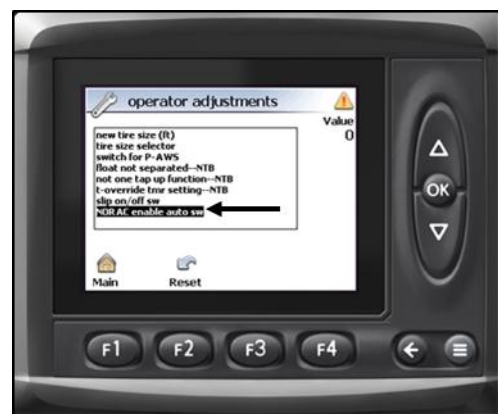 operator adjustments
Value
0
new tire size (ft)
tire size selector
switch for P-AWS
float not separated--NTB
not one tap up function--NTB
t-override tmr setting--NTB
slip on/off sw
NORAC enable auto sw
Main Reset
OK
F1 F2 F3 F4